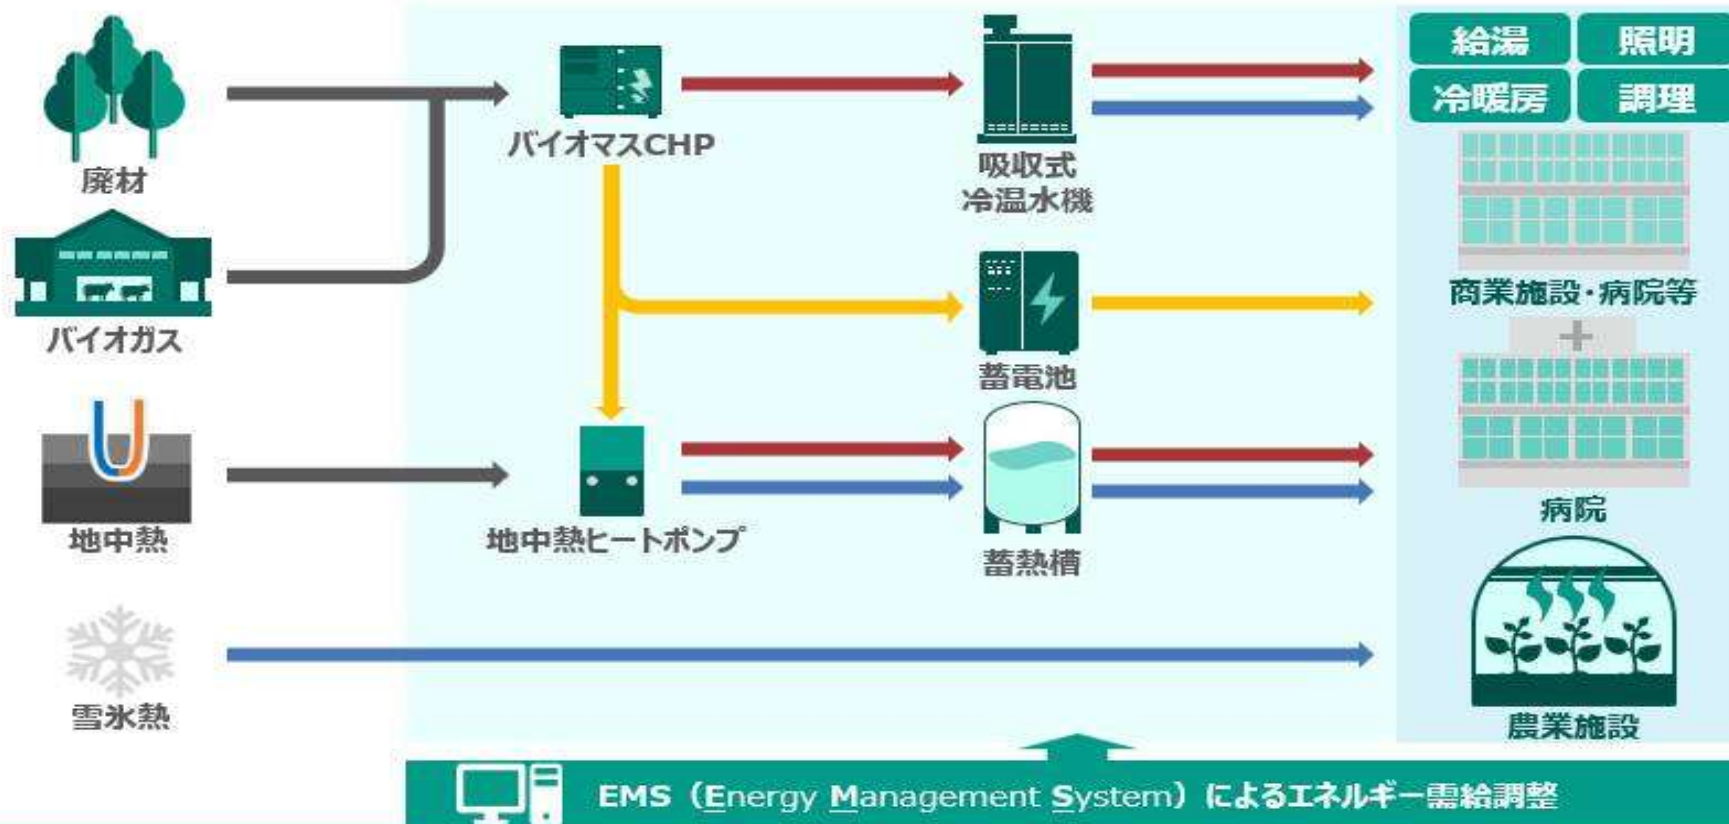 給湯
照明
冷暖房
調理
廃材
バイオマスCHP
吸収式
冷温水機
バイオガス
商業施設・病院等
蓄電池
地中熱
地中熱ヒートポンプ
蓄熱槽
病院
雪氷熱
農業施設
EMS（Energy Management System）によるエネルギー需給調整